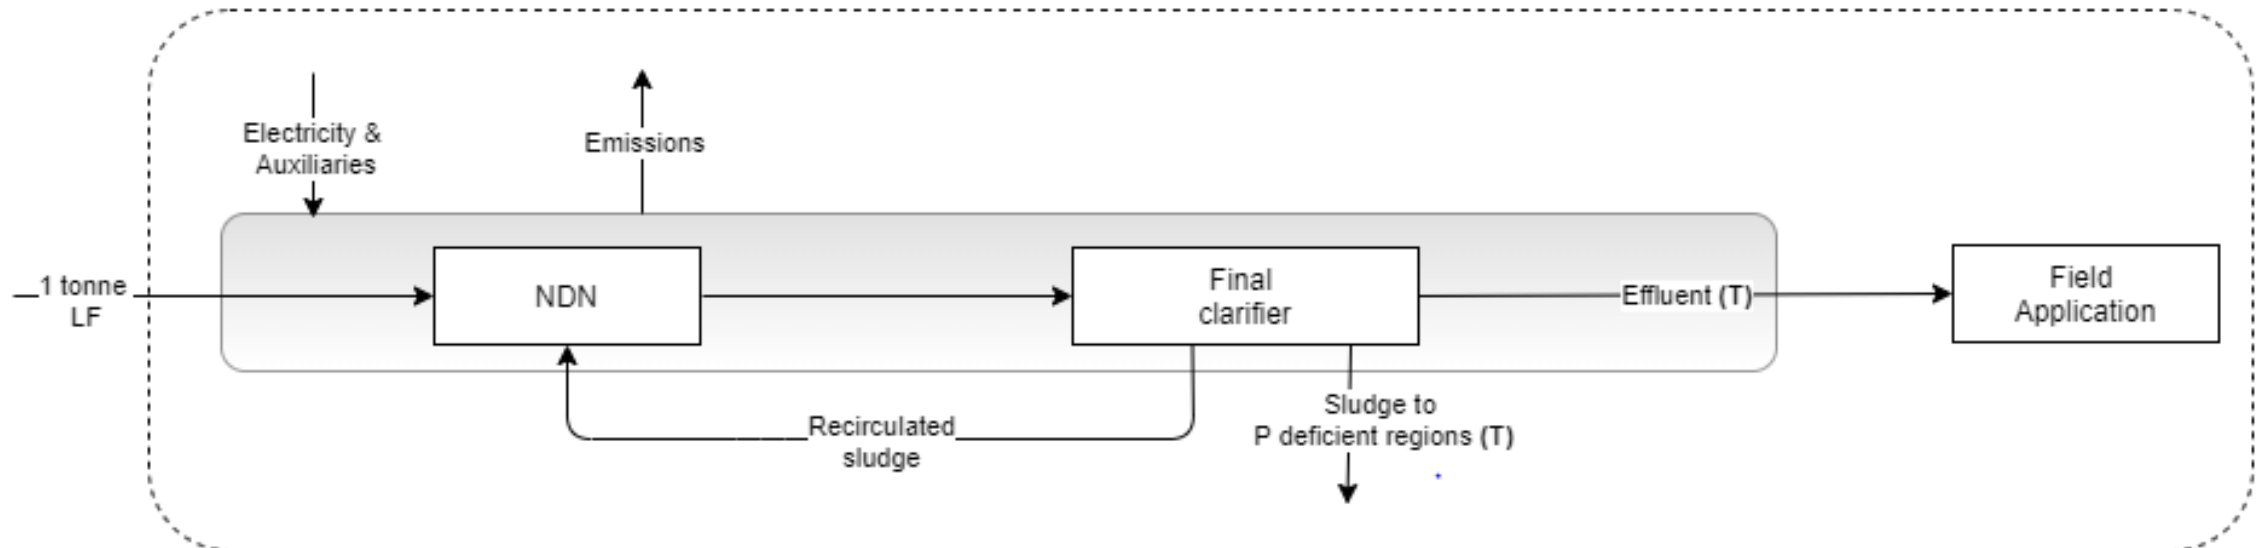 Electricity &
Auxiliaries
Emissions
1 tonne
LF
NDN
Final
clarifier
Effluent (T)
Field
Application
Recirculated
sludge
Sludge to
P deficient regions (T)